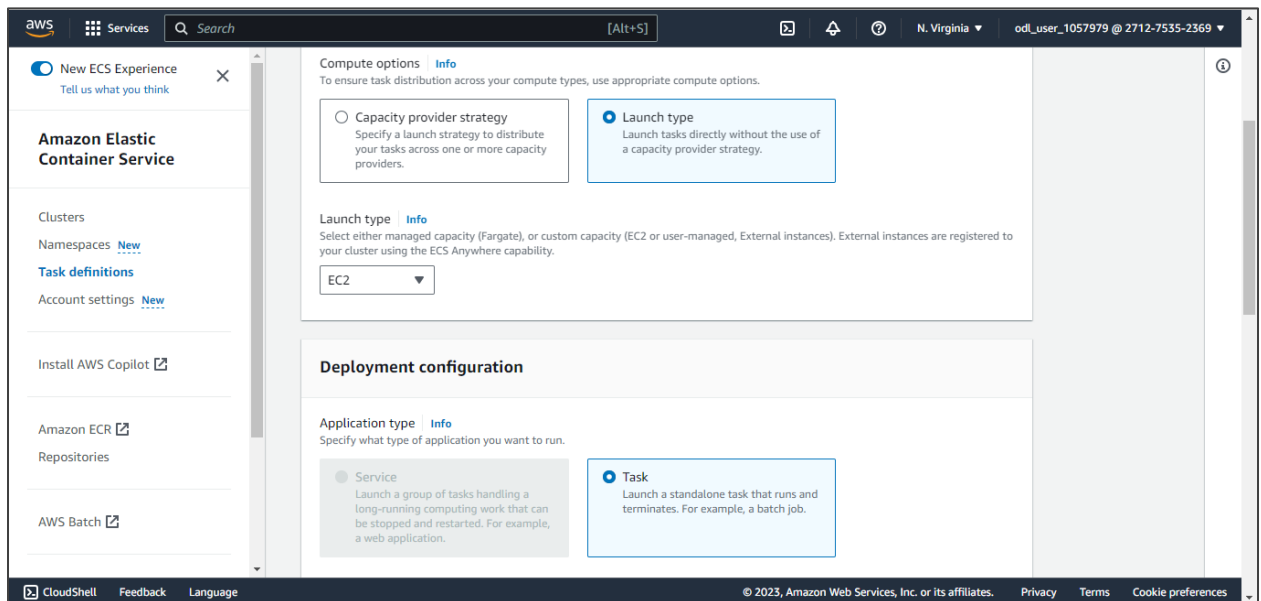 aws
Services
Search
[Alt+S]
N. Virginia ▼
odl_user_1057979 @ 2712-7535-2369 ▼
New ECS Experience
Tell us what you think
Amazon Elastic
Container Service
Clusters
Namespaces New
Task definitions
Account settings New
Install AWS Copilot
Amazon ECR
Repositories
AWS Batch
Compute options Info
To ensure task distribution across your compute types, use appropriate compute options.
Capacity provider strategy
Specify a launch strategy to distribute
your tasks across one or more capacity
providers.
Launch type
Launch tasks directly without the use of
a capacity provider strategy.
Launch type Info
Select either managed capacity (Fargate), or custom capacity (EC2 or user-managed, External instances). External instances are registered to
your cluster using the ECS Anywhere capability.
EC2
Deployment configuration
Application type Info
Specify what type of application you want to run.
Service
Launch a group of tasks handling a
long-running computing work that can
be stopped and restarted. For example,
a web application.
Task
Launch a standalone task that runs and
terminates. For example, a batch job.
CloudShell
Feedback
Language
© 2023, Amazon Web Services, Inc. or its affiliates.
Privacy
Terms
Cookie preferences